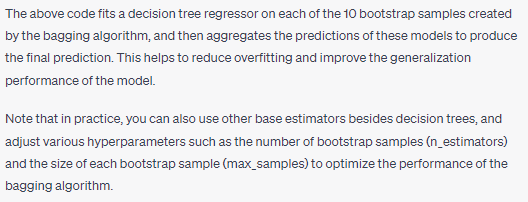 The above code fits a decision tree regressor on each of the 10 bootstrap samples created
by the bagging algorithm, and then aggregates the predictions of these models to produce
the final prediction. This helps to reduce overfitting and improve the generalization
performance of the model.
Note that in practice, you can also use other base estimators besides decision trees, and
adjust various hyperparameters such as the number of bootstrap samples (n_estimators)
and the size of each bootstrap sample (max_samples) to optimize the performance of the
bagging algorithm.